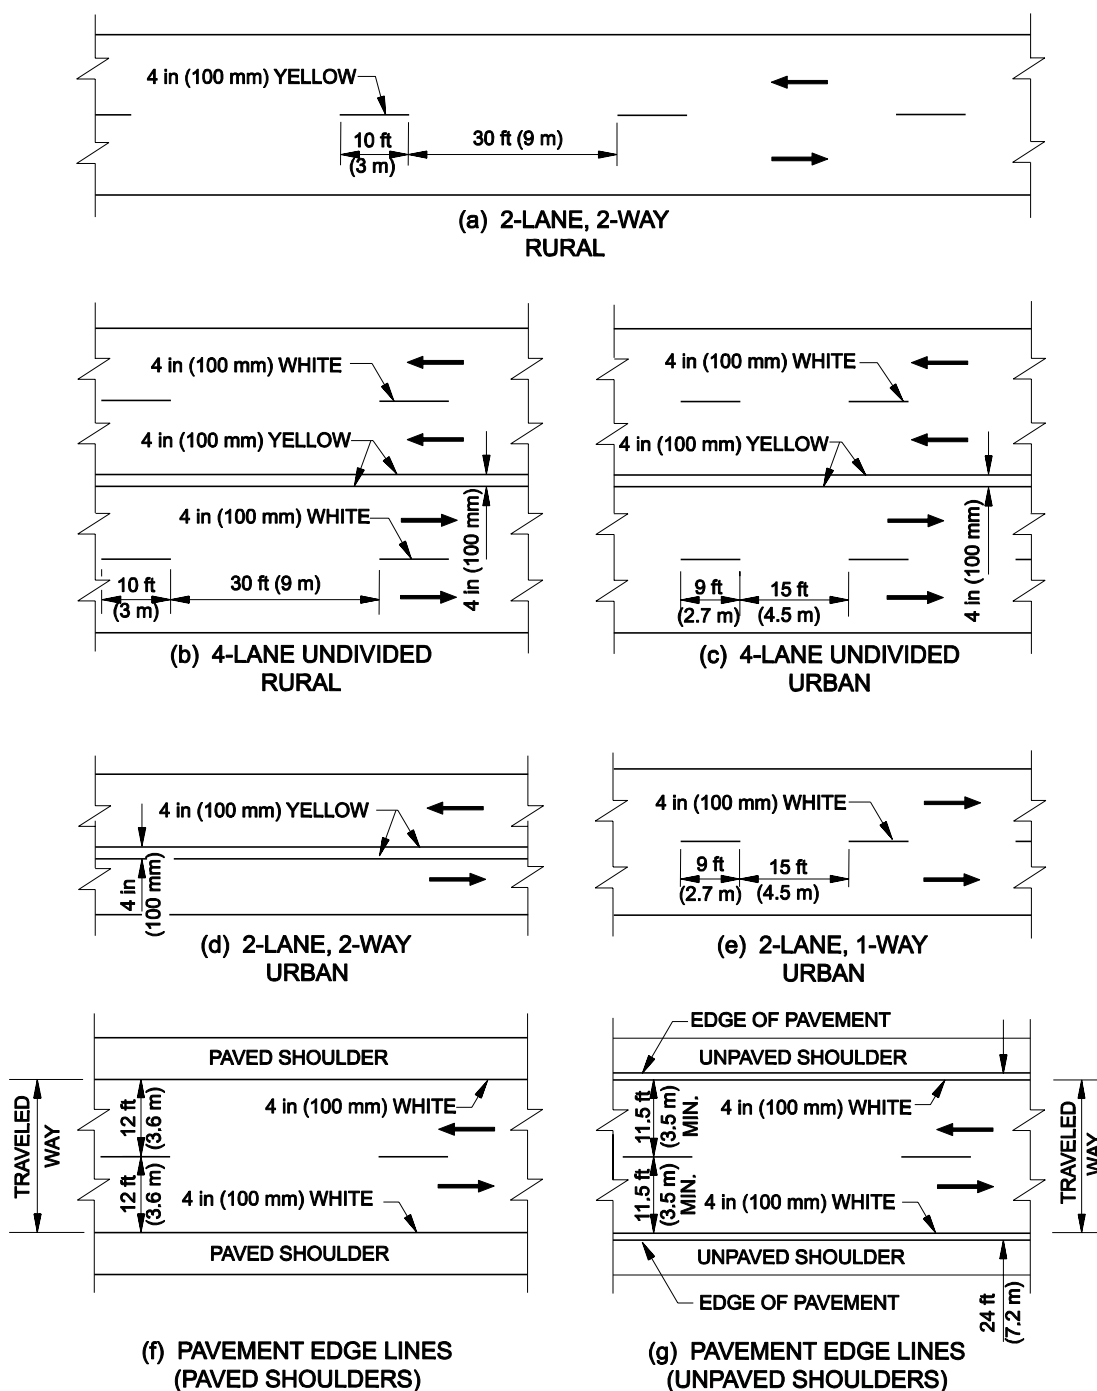 4 in (100 mm) YELLOW
10 ft
(3 m)
30 ft (9 m)
(a) 2-LANE, 2-WAY
RURAL
4 in (100 mm) WHITE
4 in (100 mm) YELLOW
4 in (100 mm) WHITE
4 in (100 mm)
10 ft
(3 m)
30 ft (9 m)
(b) 4-LANE UNDIVIDED
RURAL
4 in (100 mm) WHITE
4 in (100 mm) YELLOW
4 in (100 mm)
9 ft
(2.7 m)
15 ft
(4.5 m)
(c) 4-LANE UNDIVIDED
URBAN
4 in (100 mm) YELLOW
4 in
(100 mm)
(d) 2-LANE, 2-WAY
URBAN
4 in (100 mm) WHITE
9 ft
(2.7 m)
15 ft
(4.5 m)
(e) 2-LANE, 1-WAY
URBAN
PAVED SHOULDER
TRAVELED
WAY
12 ft
(3.6 m)
4 in (100 mm) WHITE
12 ft
(3.6 m)
4 in (100 mm) WHITE
PAVED SHOULDER
(f) PAVEMENT EDGE LINES
(PAVED SHOULDERS)
EDGE OF PAVEMENT
UNPAVED SHOULDER
11.5 ft
(3.5 m)
MIN.
4 in (100 mm) WHITE
11.5 ft
(3.5 m)
MIN.
4 in (100 mm) WHITE
TRAVELED
WAY
UNPAVED SHOULDER
EDGE OF PAVEMENT
24 ft
(7.2 m)
(g) PAVEMENT EDGE LINES
(UNPAVED SHOULDERS)